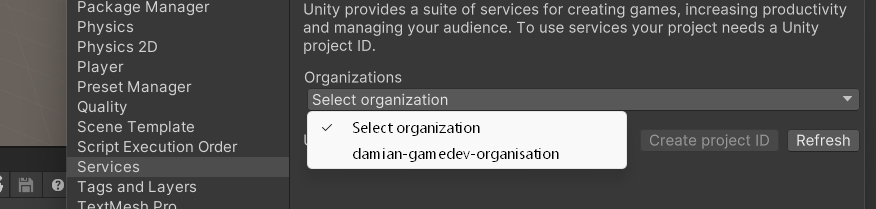 Package Manager
Physics
Physics 2D
Player
Preset Manager
Quality
Scene Template
Script Execution Order
Services
Tags and Layers
TextMesh Pro
Unity provides a suite of services for creating games, increasing productivity
and managing your audience. To use services your project needs a Unity
project ID.
Organizations
Select organization
Select organization
damian-gamedev-organisation
Create project ID
Refresh